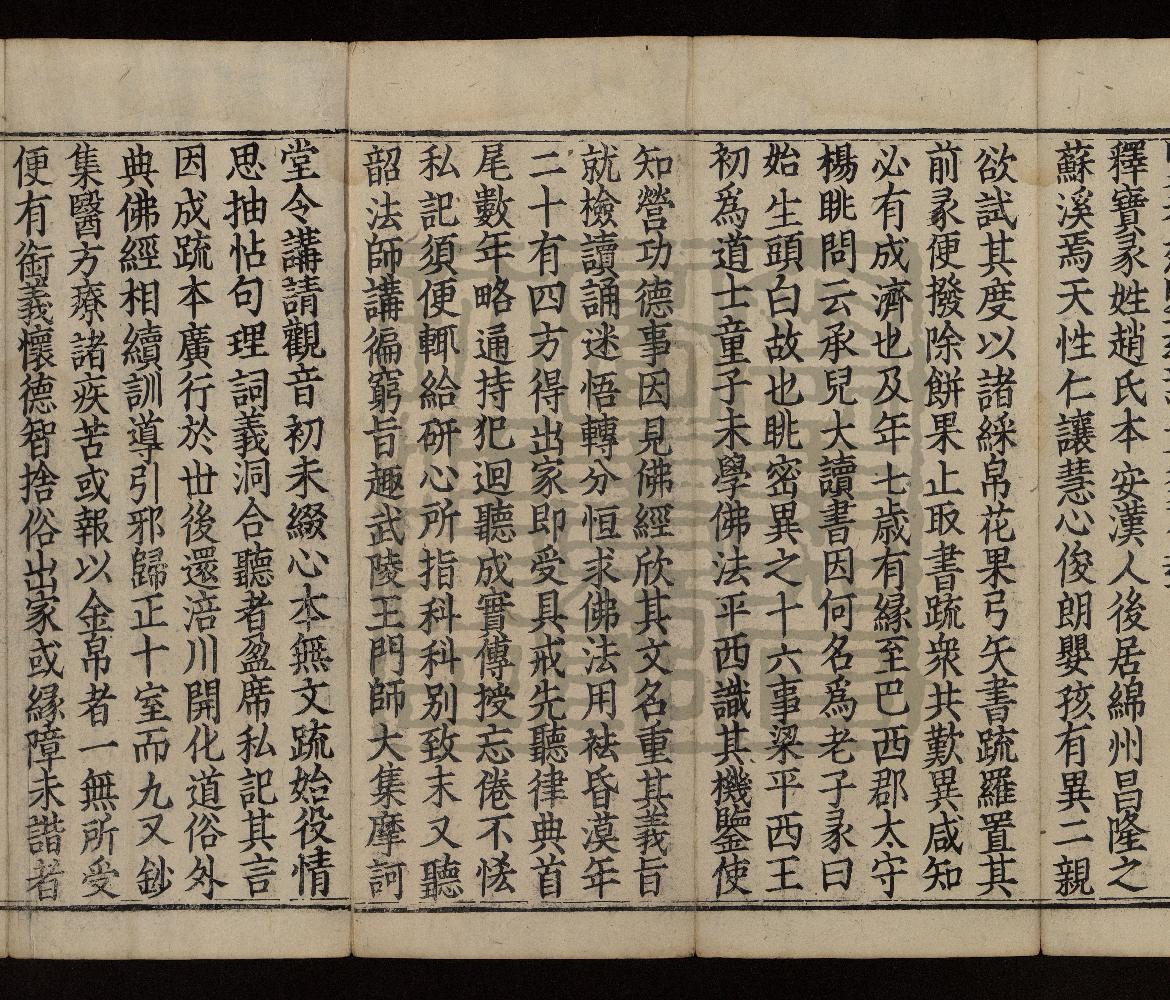 釋寶彖姓趙氏本安漢人後居綿州昌隆之
蘇溪焉天性仁讓慧心俊朗嬰孩有異二親
欲試其度以諸綵帛花果弓矢書疏羅置其
前彖便撥除餅果止取書疏衆共歎異咸知
必有成濟也及年七歲有緣至巴西郡太守
楊眺問云承兒大讀書因何名爲老子彖曰
始生頭白故也眺密異之十六事梁平西王
初爲道士童子未學佛法平西識其機鑒使
知營功德事因見佛經欣其文名重其義旨
就檢讀誦迷悟轉分恒求佛法用袪昏漠年
二十有四方得出家即受具戒先聽律典首
尾數年略通持犯迴聽成實傳授忘倦不悕
私記須便輒給研心所指科科别致末又聽
韶法師講徧窮旨趣武陵王門師大集摩訶
堂令講請觀音初未綴心本無文疏始役情
思抽怗句理詞義洞合聽者盈席私記其言
因成疏本廣行於世後還涪川開化道俗外
典佛經相續訓導引邪歸正十室而九又鈔
集醫方療諸疾苦或報以金帛者一無所受
便有銜義懷德智捨俗出家或緣障未諧者